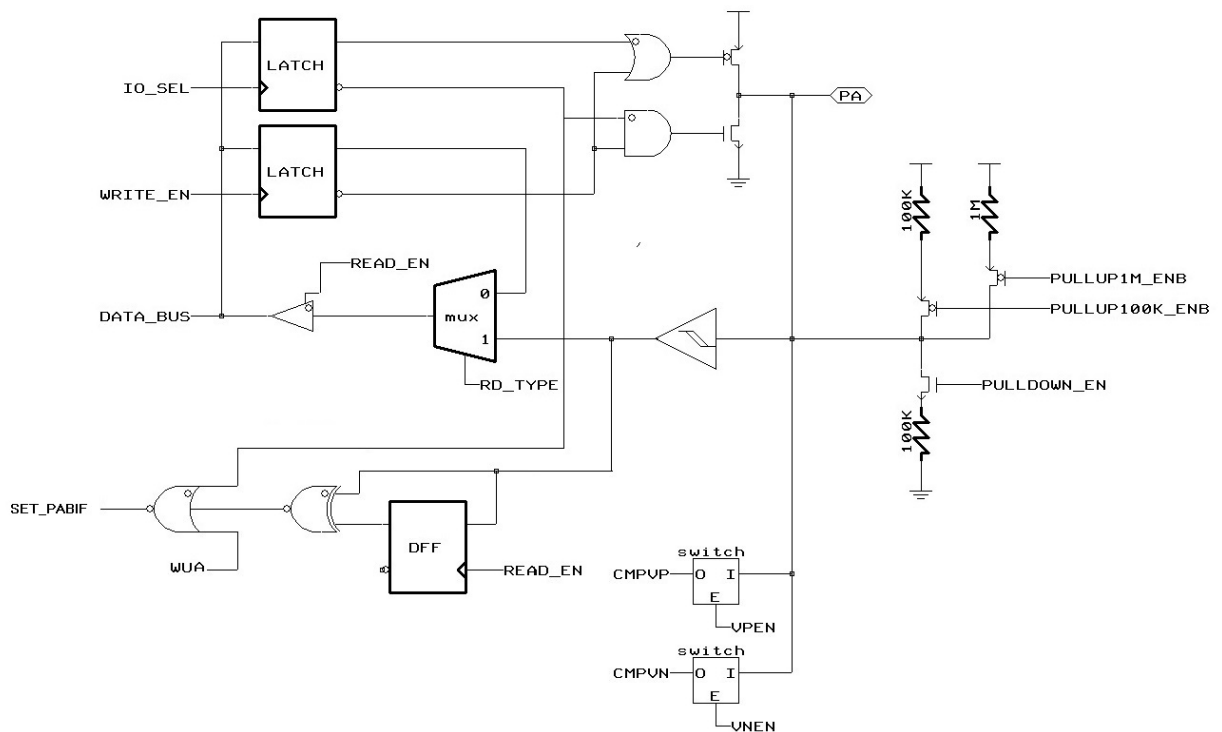 LATCH
IO_SEL
PA
LATCH
WRITE_EN
100K
1M
READ_EN
PULLUP1M_ENB
0
PULLUP100K_ENB
DATA_BUS
mux
1
RD_TYPE
PULLDOWN_EN
100K
SET_PABIF
DFF
WUA
READ_EN
switch
CMPVP
O I
E
VPEN
switch
CMPVN
O I
E
VNEN